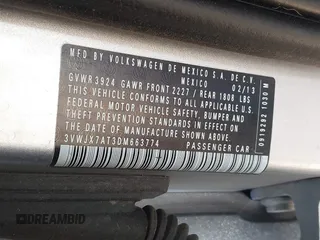 MFD BY VOLKSWAGEN DE MEXICO S.A. DE C.V.
MEXICO 02/13
GVWR 3924 GAWR FRONT 2227 / REAR 1808 LBS
THIS VEHICLE CONFORMS TO ALL APPLICABLE U.S.
FEDERAL MOTOR VEHICLE SAFETY, BUMPER AND
THEFT PREVENTION STANDARDS IN EFFECT ON THE
DATE OF MANUFACTURE SHOWN ABOVE
3VWJX7AT3DM663774 PASSENGER CAR
0919292 1030 M
DREAMBID